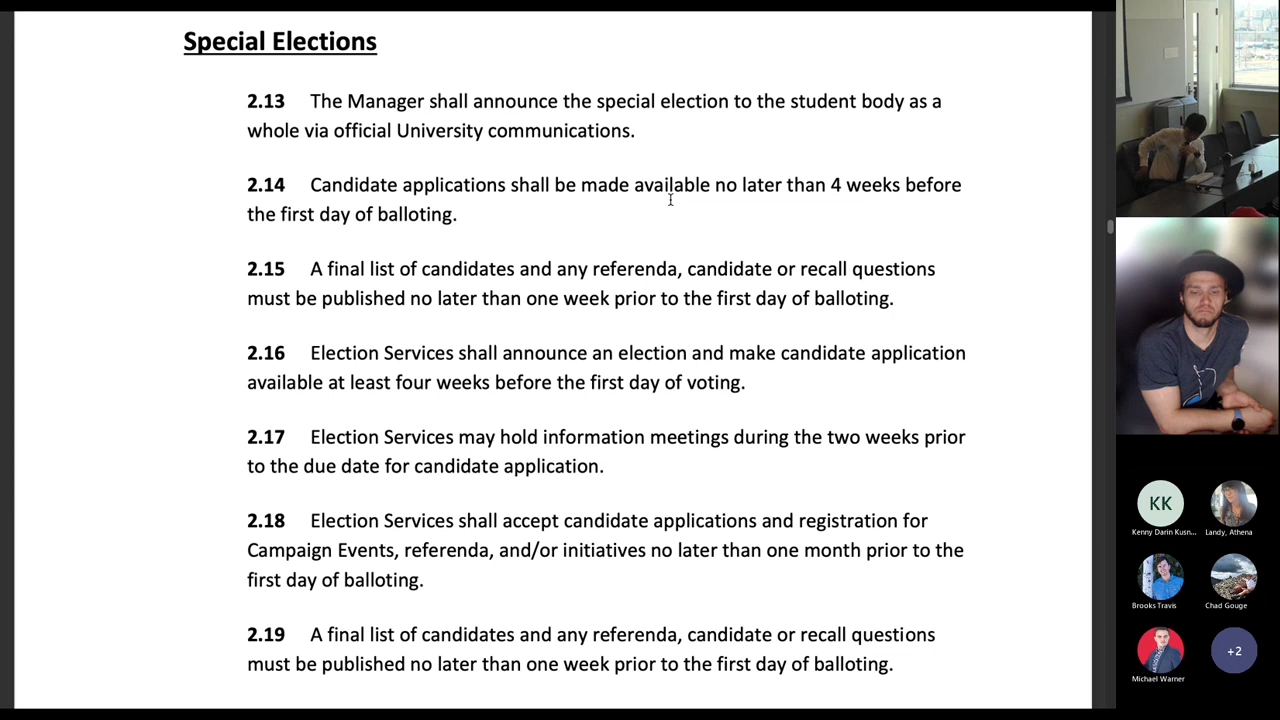 Special Elections
2.13 The Manager shall announce the special election to the student body as a
whole via official University communications.
2.14 Candidate applications shall be made available no later than 4 weeks before
the first day of balloting.
2.15 A final list of candidates and any referenda, candidate or recall questions
must be published no later than one week prior to the first day of balloting.
2.16 Election Services shall announce an election and make candidate application
available at least four weeks before the first day of voting.
2.17 Election Services may hold information meetings during the two weeks prior
to the due date for candidate application.
2.18 Election Services shall accept candidate applications and registration for
Campaign Events, referenda, and/or initiatives no later than one month prior to the
first day of balloting.
2.19 A final list of candidates and any referenda, candidate or recall questions
must be published no later than one week prior to the first day of balloting.
KK
Kenny Darin Kusn... Landy, Athena
Brooks Travis Chad Gouge
+2
Michael Warner